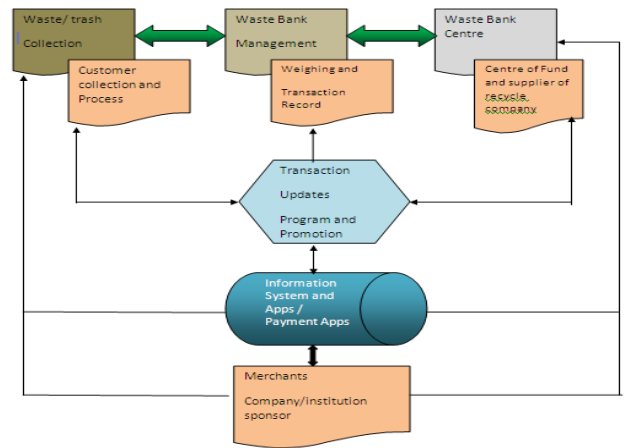 Waste/ trash
Collection
Waste Bank
Management
Waste Bank
Centre
Customer
collection and
Process
Weighing and
Transaction
Record
Centre of Fund
and supplier of
recycle
company
Transaction
Updates
Program and
Promotion
Information
System and
Apps /
Payment Apps
Merchants
Company/institution
sponsor